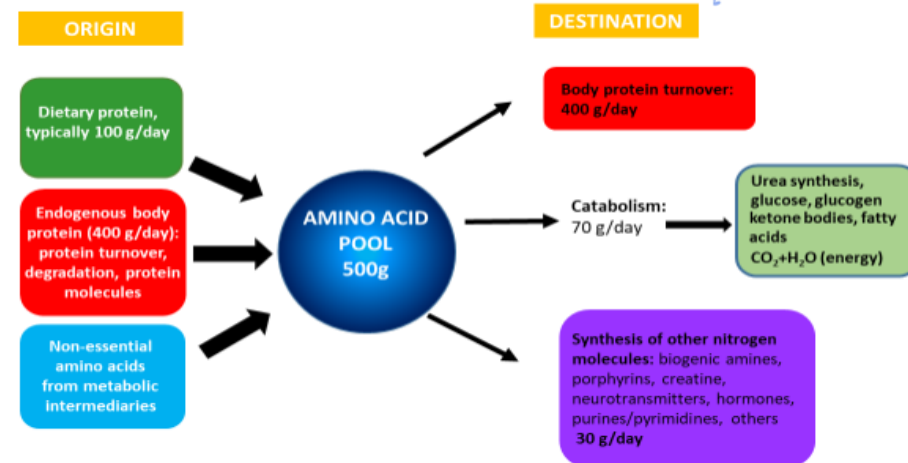 ORIGIN
DESTINATION
Dietary protein,
typically 100 g/day
Endogenous body
protein (400 g/day):
protein turnover,
degradation, protein
molecules
Non-essential
amino acids
from metabolic
intermediaries
AMINO ACID
POOL
500g
Body protein turnover:
400 g/day
Catabolism:
70 g/day
Urea synthesis,
glucose, glucogen
ketone bodies, fatty
acids
CO₂+H₂O (energy)
Synthesis of other nitrogen
molecules: biogenic amines,
porphyrins, creatine,
neurotransmitters, hormones,
purines/pyrimidines, others
30 g/day